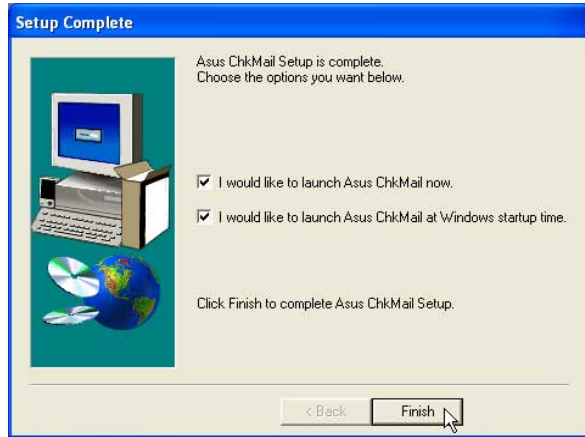 Setup Complete
Asus ChkMail Setup is complete.
Choose the options you want below.
I would like to launch Asus ChkMail now.
I would like to launch Asus ChkMail at Windows startup time.
Click Finish to complete Asus ChkMail Setup.
< Back
Finish